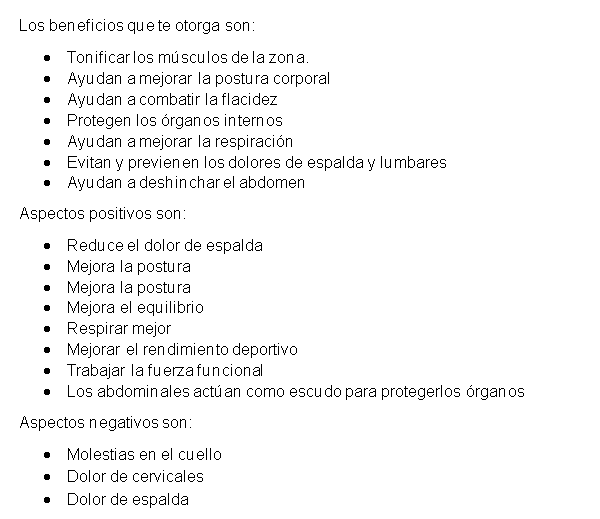 Los beneficios que te otorga son:
• Tonificar los músculos de la zona.
• Ayudan a mejorar la postura corporal
• Ayudan a combatir la flacidez
• Protegen los órganos internos
• Ayudan a mejorar la respiración
• Evitan y previenen los dolores de espalda y lumbares
• Ayudan a deshinchar el abdomen
Aspectos positivos son:
• Reduce el dolor de espalda
• Mejora la postura
• Mejora la postura
• Mejora el equilibrio
• Respirar mejor
• Mejorar el rendimiento deportivo
• Trabajar la fuerza funcional
• Los abdominales actúan como escudo para protegerlos órganos
Aspectos negativos son:
• Molestias en el cuello
• Dolor de cervicales
• Dolor de espalda